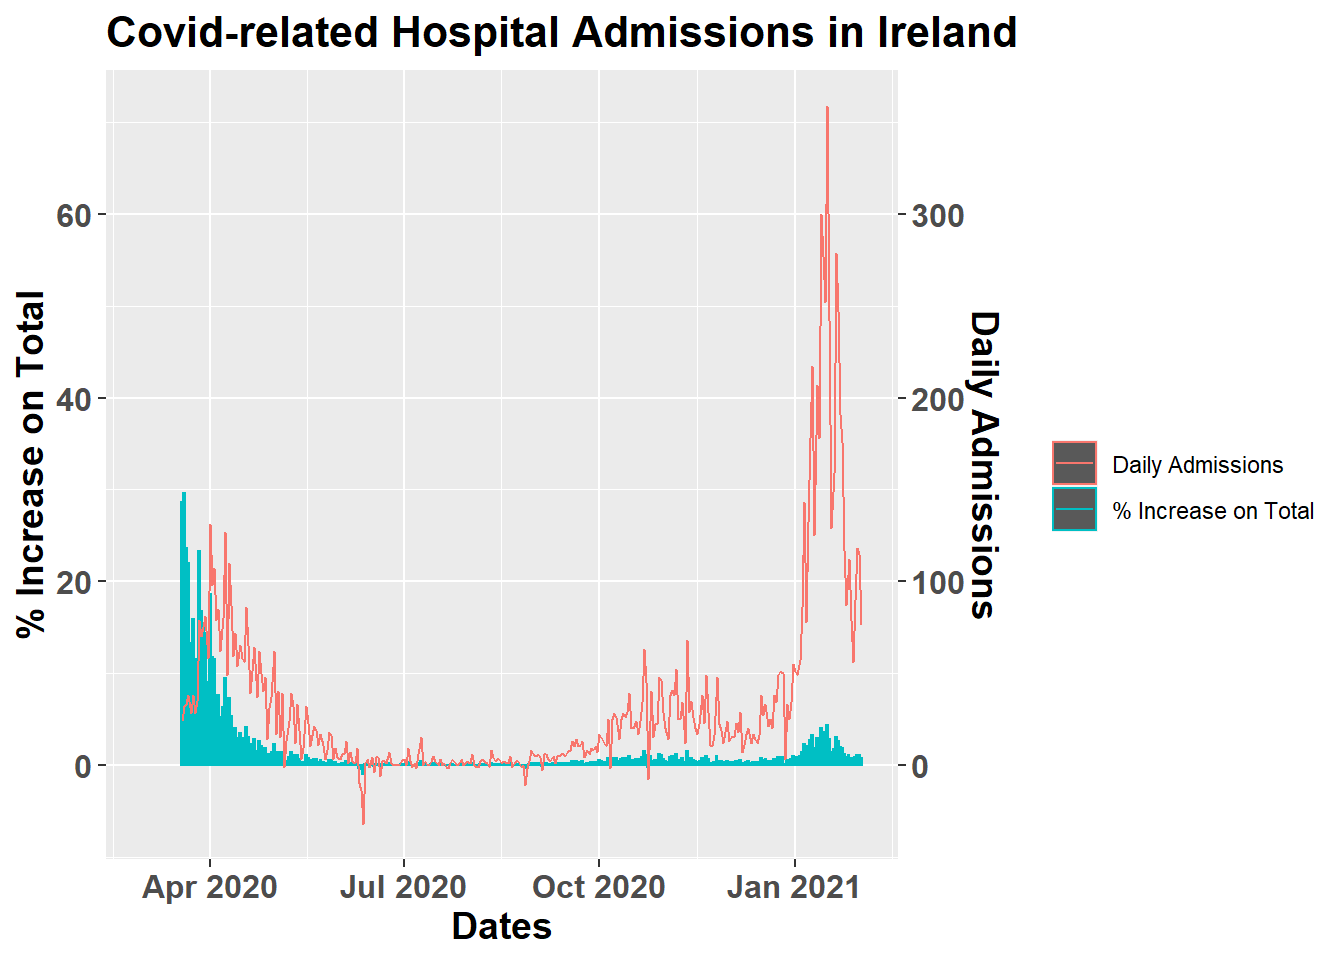 Covid-related Hospital Admissions in Ireland
% Increase on Total
60
40
20
0
300
200
100
0
Daily Admissions
Apr 2020 Jul 2020 Oct 2020 Jan 2021
Dates
Daily Admissions
% Increase on Total